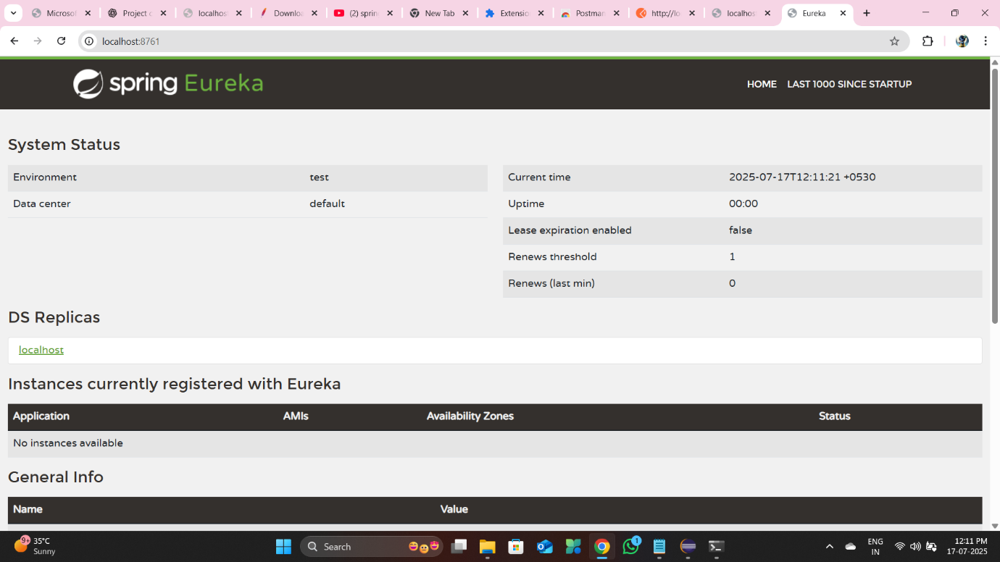 Microsof
Project c
localhos
Downloa
(2) sprin
New Tab
Extensio
Postman
http://lo
localhos
Eureka
localhost:8761
spring Eureka
HOME LAST 1000 SINCE STARTUP
System Status
Environment test
Data center default
Current time 2025-07-17T12:11:21 +0530
Uptime 00:00
Lease expiration enabled false
Renews threshold 1
Renews (last min) 0
DS Replicas
localhost
Instances currently registered with Eureka
Application AMIs Availability Zones Status
No instances available
General Info
Name Value
9+
35°C
Sunny
Search
1
ENG
IN
12:11 PM
17-07-2025